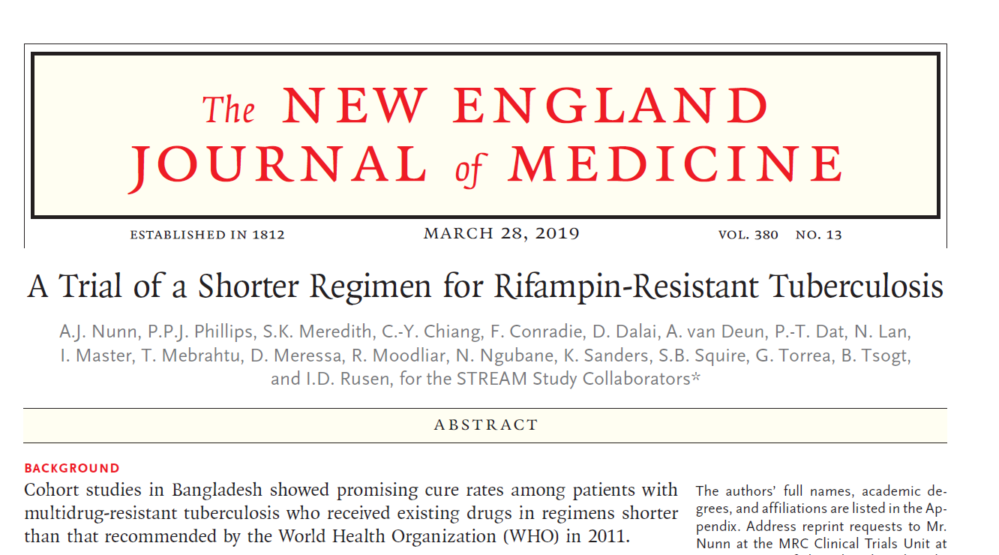 The NEW ENGLAND
JOURNAL of MEDICINE
ESTABLISHED IN 1812 MARCH 28, 2019 VOL. 380 NO. 13
A Trial of a Shorter Regimen for Rifampin-Resistant Tuberculosis
A.J. Nunn, P.P.J. Phillips, S.K. Meredith, C.-Y. Chiang, F. Conradie, D. Dalai, A. van Deun, P.-T. Dat, N. Lan,
I. Master, T. Mebrahtu, D. Meressa, R. Moodliar, N. Ngubane, K. Sanders, S.B. Squire, G. Torrea, B. Tsogt,
and I.D. Rusen, for the STREAM Study Collaborators*
ABSTRACT
BACKGROUND
Cohort studies in Bangladesh showed promising cure rates among patients with
multidrug-resistant tuberculosis who received existing drugs in regimens shorter
than that recommended by the World Health Organization (WHO) in 2011.
The authors' full names, academic de-
grees, and affiliations are listed in the Ap-
pendix. Address reprint requests to Mr.
Nunn at the MRC Clinical Trials Unit at